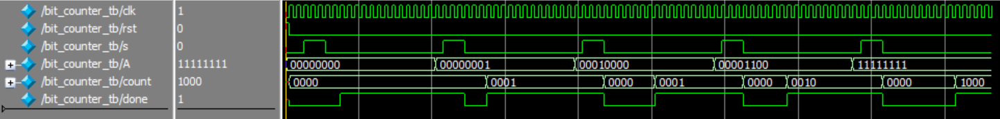 /bit_counter_tb/clk 1
/bit_counter_tb/rst 0
/bit_counter_tb/s 0
/bit_counter_tb/A 11111111 00000000 00000001 00010000 00001100 11111111
/bit_counter_tb/count 1000 0000 0001 0000 0001 0000 0010 0000 1000
/bit_counter_tb/done 1